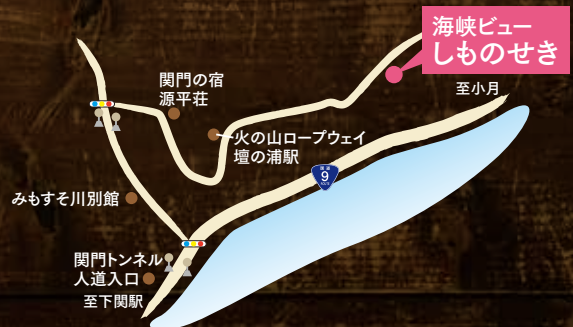 海峡ビュー
しものせき
至小月
関門の宿
源平荘
火の山ロープウェイ
壇の浦駅
9
みもすそ川別館
関門トンネル
人道入口
至下関駅